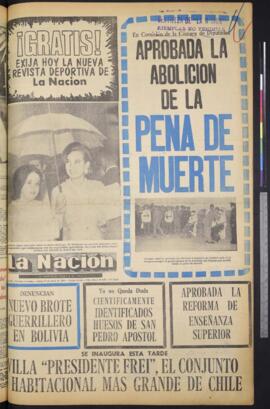 ¡GRATIS!
EXIJA HOY LA NUEVA
REVISTA DEPORTIVA DE
La Nacion
En Comisión de la Cámara de Diputados
APROBADA LA
ABOLICION
DE LA
PENA DE
MUERTE
La Nación
DENUNCIAN
NUEVO BROTE
GUERRILLERO
EN BOLIVIA
Ya no Queda Duda
CIENTIFICAMENTE
IDENTIFICADOS
HUESOS DE SAN
PEDRO APOSTOL
APROBADA LA
REFORMA DE
ENSEÑANZA
SUPERIOR
SE INAUGURA ESTA TARDE
VILLA "PRESIDENTE FREI", EL CONJUNTO
HABITACIONAL MAS GRANDE DE CHILE